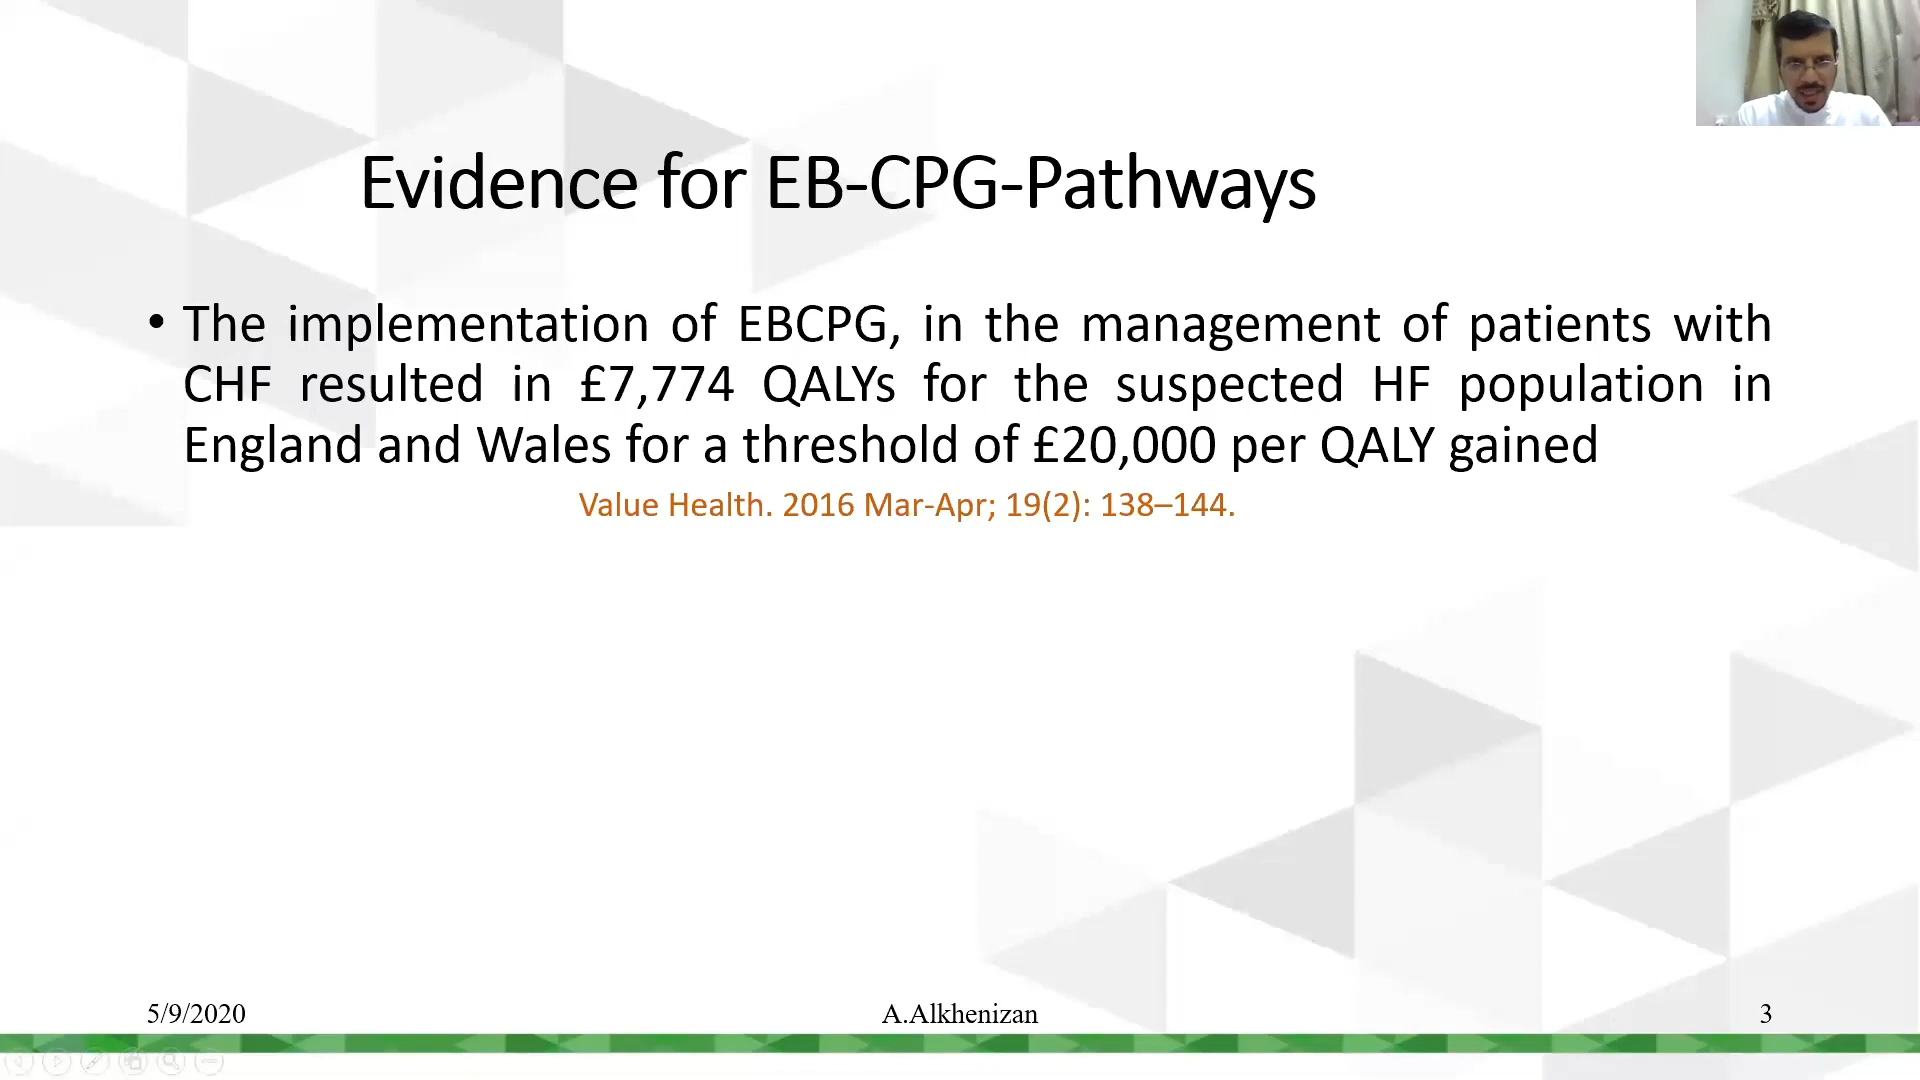 Evidence for EB-CPG-Pathways
• The implementation of EBCPG, in the management of patients with
CHF resulted in £7,774 QALYs for the suspected HF population in
England and Wales for a threshold of £20,000 per QALY gained
Value Health. 2016 Mar-Apr; 19(2): 138–144.
5/9/2020
A.Alkhenizan
3